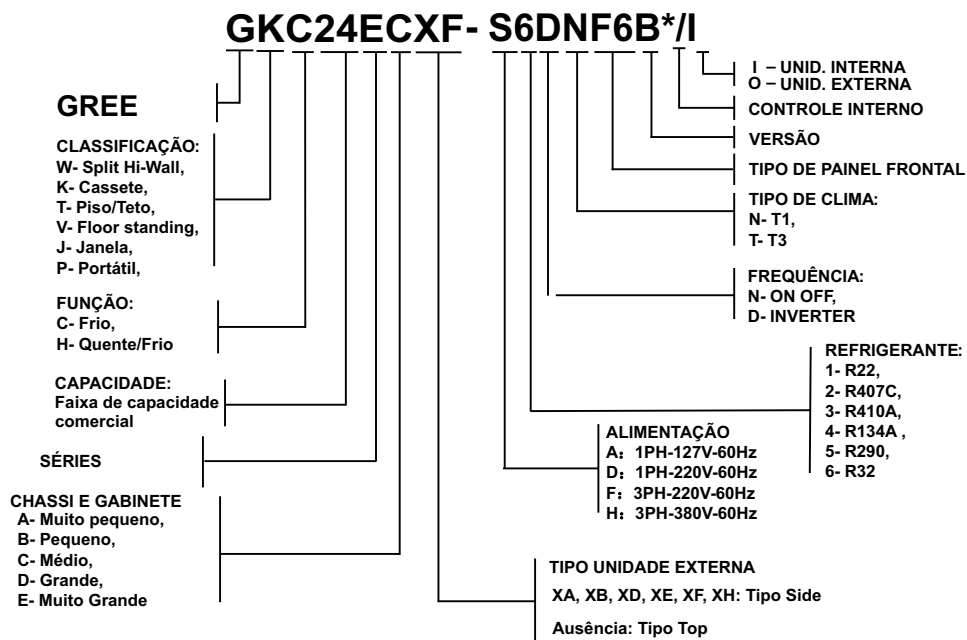 GKC24ECXF- S6DNF6B*/I
GREE
CLASSIFICAÇÃO:
W- Split Hi-Wall,
K- Cassete,
T- Piso/Teto,
V- Floor standing,
J- Janela,
P- Portátil,
FUNÇÃO:
C- Frio,
H- Quente/Frio
CAPACIDADE:
Faixa de capacidade
comercial
SÉRIES
CHASSI E GABINETE
A- Muito pequeno,
B- Pequeno,
C- Médio,
D- Grande,
E- Muito Grande
I – UNID. INTERNA
O – UNID. EXTERNA
CONTROLE INTERNO
VERSÃO
TIPO DE PAINEL FRONTAL
TIPO DE CLIMA:
N- T1,
T- T3
FREQUÊNCIA:
N- ON OFF,
D- INVERTER
REFRIGERANTE:
1- R22,
2- R407C,
3- R410A,
4- R134A ,
5- R290,
6- R32
ALIMENTAÇÃO
A: 1PH-127V-60Hz
D: 1PH-220V-60Hz
F: 3PH-220V-60Hz
H: 3PH-380V-60Hz
TIPO UNIDADE EXTERNA
XA, XB, XD, XE, XF, XH: Tipo Side
Ausência: Tipo Top